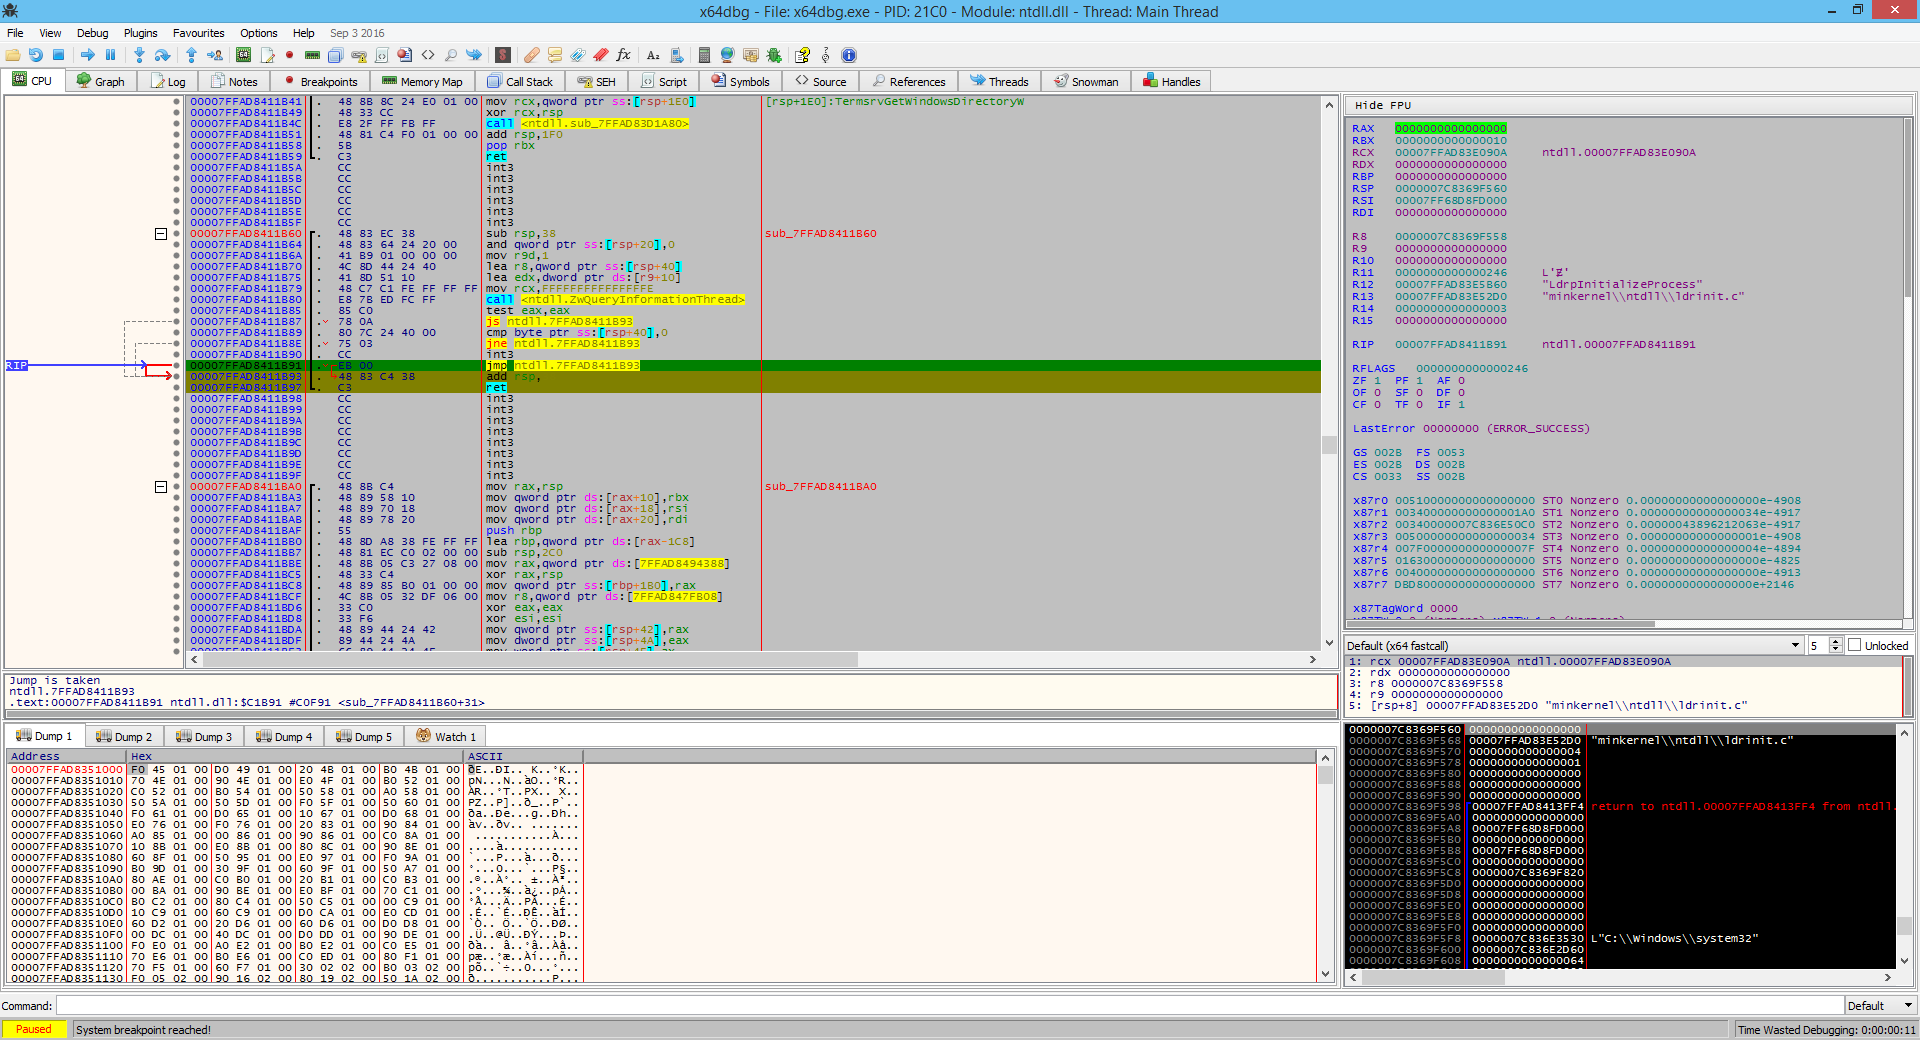 x64dbg - File: x64dbg.exe - PID: 21C0 - Module: ntdll.dll - Thread: Main Thread
File View Debug Plugins Favourites Options Help Sep 3 2016
CPU Graph Log Notes Breakpoints Memory Map Call Stack SEH Script Symbols Source References Threads Snowman Handles
00007FFAD8411B41 . 48 8B 8C 24 E0 01 00 mov rcx,qword ptr ss:[rsp+1E0] [rsp+1E0]:TermsrvGetWindowsDirectoryW
00007FFAD8411B49 . 48 33 CC xor rcx,rsp
00007FFAD8411B4C . E8 2F FF FB FF call <ntdll.sub_7FFAD83D1A80>
00007FFAD8411B51 . 48 81 C4 F0 01 00 00 add rsp,1F0
00007FFAD8411B58 . 5B pop rbx
00007FFAD8411B59 . C3 ret
00007FFAD8411B5A CC int3
00007FFAD8411B5B CC int3
00007FFAD8411B5C CC int3
00007FFAD8411B5D CC int3
00007FFAD8411B5E CC int3
00007FFAD8411B5F CC int3
00007FFAD8411B60 . 48 83 EC 38 sub rsp,38 sub_7FFAD8411B60
00007FFAD8411B64 . 48 83 64 24 20 00 and qword ptr ss:[rsp+20],0
00007FFAD8411B6A . 41 B9 01 00 00 00 mov r9d,1
00007FFAD8411B70 . 4C 8D 44 24 40 lea r8,qword ptr ss:[rsp+40]
00007FFAD8411B75 . 41 8D 51 10 lea edx,dword ptr ds:[r9+10]
00007FFAD8411B79 . 48 C7 C1 FE FF FF FF mov rcx,FFFFFFFFFFFFFFFE
00007FFAD8411B80 . E8 7B ED FC FF call <ntdll.ZwQueryInformationThread>
00007FFAD8411B85 . 85 C0 test eax,eax
00007FFAD8411B87 . 78 0A js ntdll.7FFAD8411B93
00007FFAD8411B89 . 80 7C 24 40 00 cmp byte ptr ss:[rsp+40],0
00007FFAD8411B8E . 75 03 jne ntdll.7FFAD8411B93
00007FFAD8411B90 . CC int3
RIP 00007FFAD8411B91 . EB 00 jmp ntdll.7FFAD8411B93
00007FFAD8411B93 . 48 83 C4 38 add rsp,
00007FFAD8411B97 . C3 ret
00007FFAD8411B98 CC int3
00007FFAD8411B99 CC int3
00007FFAD8411B9A CC int3
00007FFAD8411B9B CC int3
00007FFAD8411B9C CC int3
00007FFAD8411B9D CC int3
00007FFAD8411B9E CC int3
00007FFAD8411B9F CC int3
00007FFAD8411BA0 . 48 8B C4 mov rax,rsp sub_7FFAD8411BA0
00007FFAD8411BA3 . 48 89 58 10 mov qword ptr ds:[rax+10],rbx
00007FFAD8411BA7 . 48 89 70 18 mov qword ptr ds:[rax+18],rsi
00007FFAD8411BAB . 48 89 78 20 mov qword ptr ds:[rax+20],rdi
00007FFAD8411BAF . 55 push rbp
00007FFAD8411BB0 . 48 8D A8 38 FE FF FF lea rbp,qword ptr ds:[rax-1C8]
00007FFAD8411BB7 . 48 81 EC C0 02 00 00 sub rsp,2C0
00007FFAD8411BBE . 48 8B 05 C3 27 08 00 mov rax,qword ptr ds:[7FFAD8494388]
00007FFAD8411BC5 . 48 33 C4 xor rax,rsp
00007FFAD8411BC8 . 48 89 85 B0 01 00 00 mov qword ptr ss:[rbp+1B0],rax
00007FFAD8411BCF . 4C 8B 05 32 DF 06 00 mov r8,qword ptr ds:[7FFAD847FB08]
00007FFAD8411BD6 . 33 C0 xor eax,eax
00007FFAD8411BD8 . 33 F6 xor esi,esi
00007FFAD8411BDA . 48 89 44 24 42 mov qword ptr ss:[rsp+42],rax
00007FFAD8411BDF . 89 44 24 4A mov dword ptr ss:[rsp+4A],eax
Hide FPU
RAX 0000000000000000
RBX 0000000000000010
RCX 00007FFAD83E090A ntdll.00007FFAD83E090A
RDX 0000000000000000
RBP 0000000000000000
RSP 0000007C8369F560
RSI 00007FF68D8FD000
RDI 0000000000000000
R8 0000007C8369F558
R9 0000000000000000
R10 0000000000000000
R11 0000000000000246 L'Ɇ'
R12 00007FFAD83E5B60 "LdrpInitializeProcess"
R13 00007FFAD83E52D0 "minkernel\\ntdll\\ldrinit.c"
R14 0000000000000003
R15 0000000000000000
RIP 00007FFAD8411B91 ntdll.00007FFAD8411B91
RFLAGS 0000000000000246
ZF 1 PF 1 AF 0
OF 0 SF 0 DF 0
CF 0 TF 0 IF 1
LastError 00000000 (ERROR_SUCCESS)
GS 002B FS 0053
ES 002B DS 002B
CS 0033 SS 002B
x87r0 00510000000000000000 ST0 Nonzero 0.000000000000000000e-4908
x87r1 003400000000000001A0 ST1 Nonzero 0.000000000000000034e-4917
x87r2 00340000007C836E50C0 ST2 Nonzero 0.000000438962120​63e-4917
x87r3 00500000000000000034 ST3 Nonzero 0.000000000000000001e-4908
x87r4 007F000000000000007F ST4 Nonzero 0.000000000000000004e-4894
x87r5 01630000000000000000 ST5 Nonzero 0.000000000000000000e-4825
x87r6 00400000000000000000 ST6 Nonzero 0.000000000000000000e-4913
x87r7 DBD80000000000000000 ST7 Nonzero 0.000000000000000000e+2146
x87TagWord 0000
Default (x64 fastcall) 5 Unlocked
1: rcx 00007FFAD83E090A ntdll.00007FFAD83E090A
2: rdx 0000000000000000
3: r8 0000007C8369F558
4: r9 0000000000000000
5: [rsp+8] 00007FFAD83E52D0 "minkernel\\ntdll\\ldrinit.c"
Jump is taken
ntdll.7FFAD8411B93
.text:00007FFAD8411B91 ntdll.dll:$C1B91 #C0F91 <sub_7FFAD8411B60+31>
Dump 1 Dump 2 Dump 3 Dump 4 Dump 5 Watch 1
Address Hex ASCII
00007FFAD8351000 F0 45 01 00 D0 49 01 00 20 4B 01 00 B0 4B 01 00 ðE..ÐI.. K..°K..
00007FFAD8351010 70 4E 01 00 90 4E 01 00 E0 4F 01 00 B0 52 01 00 pN...N..àO..°R..
00007FFAD8351020 C0 52 01 00 B0 54 01 00 50 58 01 00 A0 58 01 00 ÀR..°T..PX.. X..
00007FFAD8351030 50 5A 01 00 50 5D 01 00 F0 5F 01 00 50 60 01 00 PZ..P]..ð_..P`..
00007FFAD8351040 F0 61 01 00 D0 65 01 00 10 67 01 00 D0 68 01 00 ða..Ðe...g..Ðh..
00007FFAD8351050 E0 76 01 00 F0 76 01 00 20 83 01 00 90 84 01 00 àv..ðv.. .......
00007FFAD8351060 A0 85 01 00 00 86 01 00 90 86 01 00 C0 8A 01 00 ............À...
00007FFAD8351070 10 8B 01 00 E0 8B 01 00 80 8C 01 00 90 8E 01 00 ....à...........
00007FFAD8351080 60 8F 01 00 50 95 01 00 E0 97 01 00 F0 9A 01 00 `...P...à...ð...
00007FFAD8351090 B0 9D 01 00 30 9F 01 00 60 9F 01 00 50 A7 01 00 °...0...`...P§..
00007FFAD83510A0 80 AE 01 00 C0 B0 01 00 20 B1 01 00 C0 B3 01 00 .®..À°.. ±..À³..
00007FFAD83510B0 00 BA 01 00 90 BE 01 00 E0 BF 01 00 70 C1 01 00 .º...¾..à¿..pÁ..
00007FFAD83510C0 B0 C2 01 00 80 C4 01 00 50 C5 01 00 00 C9 01 00 °Â...Ä..PÅ...É..
00007FFAD83510D0 10 C9 01 00 60 C9 01 00 D0 CA 01 00 E0 CD 01 00 .É..`É..ÐÊ..àÍ..
00007FFAD83510E0 60 D2 01 00 20 D6 01 00 60 D6 01 00 D0 D8 01 00 `Ò.. Ö..`Ö..ÐØ..
00007FFAD83510F0 00 DC 01 00 40 DC 01 00 D0 DD 01 00 90 DE 01 00 .Ü..@Ü..ÐÝ...Þ..
00007FFAD8351100 F0 E0 01 00 A0 E2 01 00 B0 E2 01 00 C0 E5 01 00 ðà.. â..°â..Àå..
00007FFAD8351110 70 E6 01 00 B0 E6 01 00 C0 ED 01 00 80 F1 01 00 pæ..°æ..Àí...ñ..
00007FFAD8351120 70 F5 01 00 60 F7 01 00 30 02 02 00 B0 03 02 00 põ..`÷..0...°...
00007FFAD8351130 F0 05 02 00 90 16 02 00 80 19 02 00 50 1A 02 00 ð...........P...
0000007C8369F560 0000000000000000
0000007C8369F568 00007FFAD83E52D0 "minkernel\\ntdll\\ldrinit.c"
0000007C8369F570 0000000000000004
0000007C8369F578 0000000000000001
0000007C8369F580 0000000000000000
0000007C8369F588 0000000000000000
0000007C8369F590 0000000000000000
0000007C8369F598 00007FFAD8413FF4 return to ntdll.00007FFAD8413FF4 from ntdll.
0000007C8369F5A0 0000000000000000
0000007C8369F5A8 00007FF68D8FD000
0000007C8369F5B0 0000000000000000
0000007C8369F5B8 00007FF68D8FD000
0000007C8369F5C0 0000000000000000
0000007C8369F5C8 0000007C8369F820
0000007C8369F5D0 0000000000000000
0000007C8369F5D8 0000000000000000
0000007C8369F5E0 0000000000000000
0000007C8369F5E8 0000000000000000
0000007C8369F5F0 0000000000000000
0000007C8369F5F8 0000007C836E3530 L"C:\\Windows\\system32"
0000007C8369F600 0000007C836E2D60
0000007C8369F608 0000000000000064
Command: Default
Paused System breakpoint reached! Time Wasted Debugging: 0:00:00:11